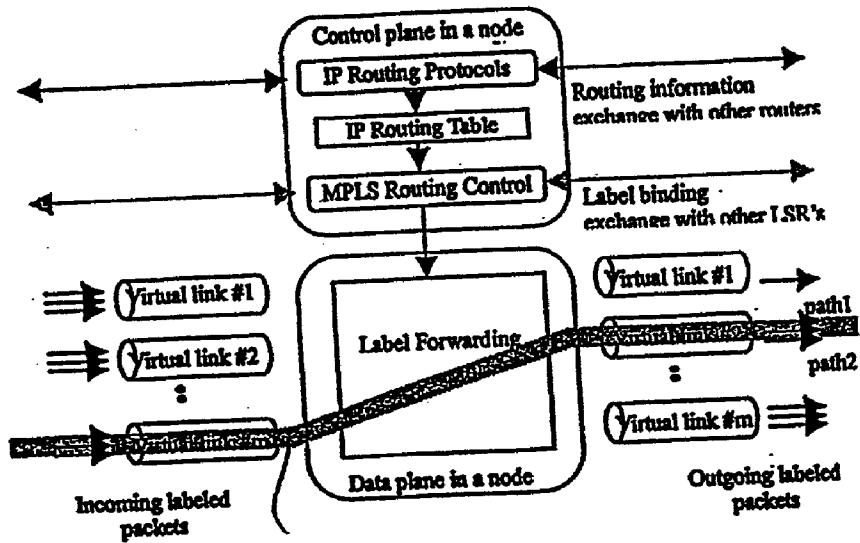 Control plane in a node
IP Routing Protocols
Routing information
exchange with other routers
IP Routing Table
MPLS Routing Control
Label binding
exchange with other LSR's
Virtual link #1
Virtual link #1
path1
Label Forwarding
Virtual link #2
path2
Virtual link #m
Data plane in a node
Incoming labeled
packets
Outgoing labeled
packets